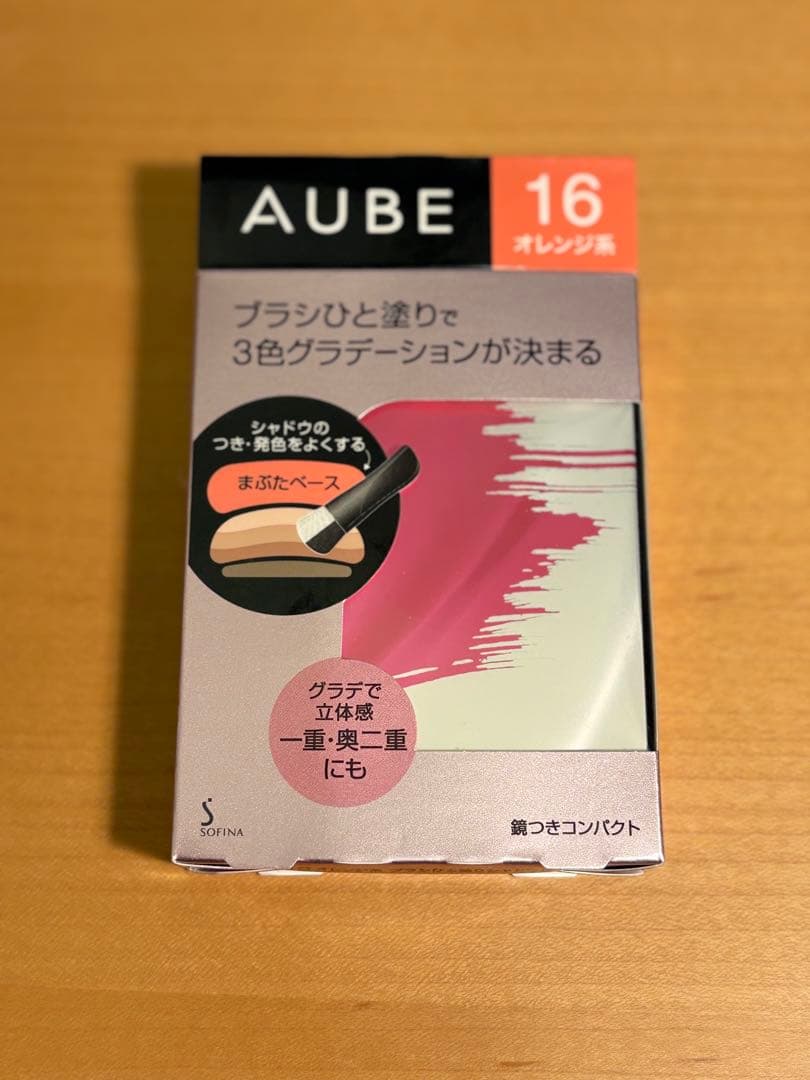 AUBE
16
オレンジ系
ブラシひと塗りで
3色グラデーションが決まる
シャドウの
つき・発色をよくする
まぶたベース
グラデで
立体感
一重・奥二重
にも
SOFINA
鏡つきコンパクト